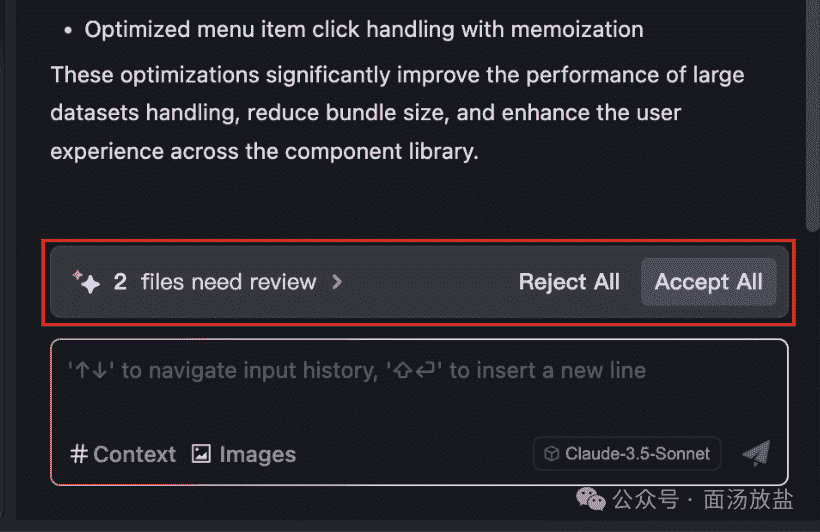 • Optimized menu item click handling with memoization
These optimizations significantly improve the performance of large
datasets handling, reduce bundle size, and enhance the user
experience across the component library.
2 files need review > Reject All Accept All
'↑↓' to navigate input history, '⇧↵' to insert a new line
# Context Images Claude-3.5-Sonnet
公众号 · 面汤放盐